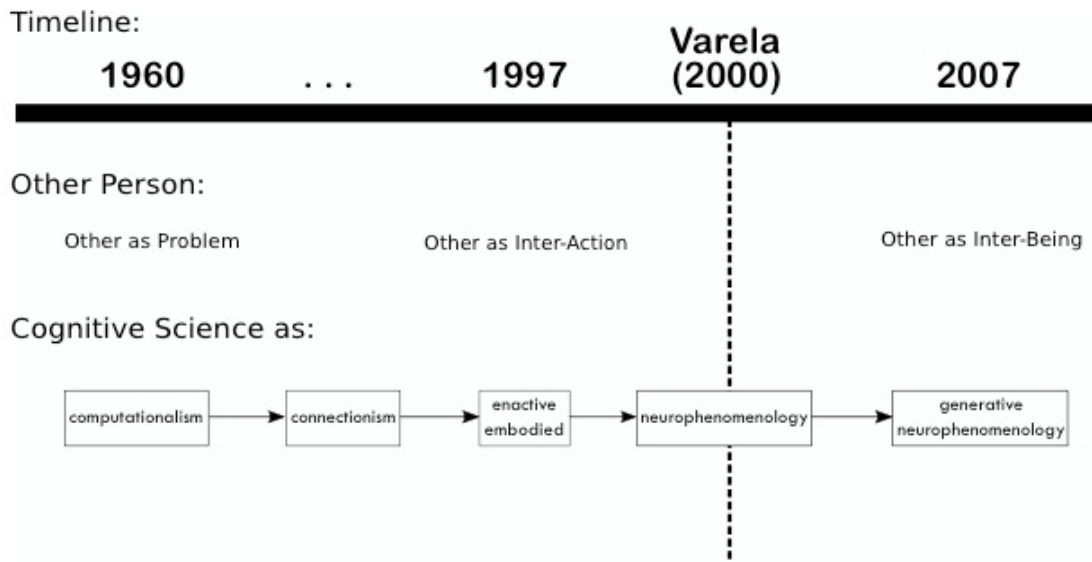 Timeline:
1960 . . . 1997 Varela (2000) 2007
Other Person:
Other as Problem Other as Inter-Action Other as Inter-Being
Cognitive Science as:
computationalism connectionism enactive embodied neurophenomenology generative neurophenomenology